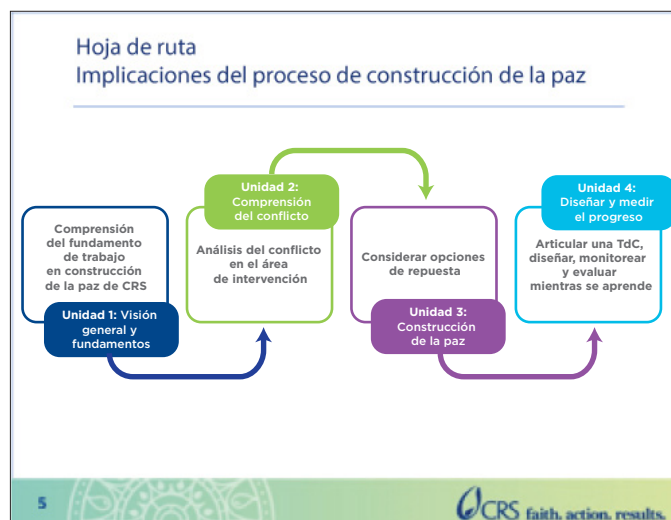 Hoja de ruta
Implicaciones del proceso de construcción de la paz
Comprensión
del fundamento
de trabajo
en construcción
de la paz de CRS
Unidad 1: Visión
general y
fundamentos
Unidad 2:
Comprensión
del conflicto
Análisis del conflicto
en el área
de intervención
Considerar opciones
de repuesta
Unidad 3:
Construcción
de la paz
Unidad 4:
Diseñar y medir
el progreso
Articular una TdC,
diseñar, monitorear
y evaluar
mientras se aprende
5
CRS faith. action. results.